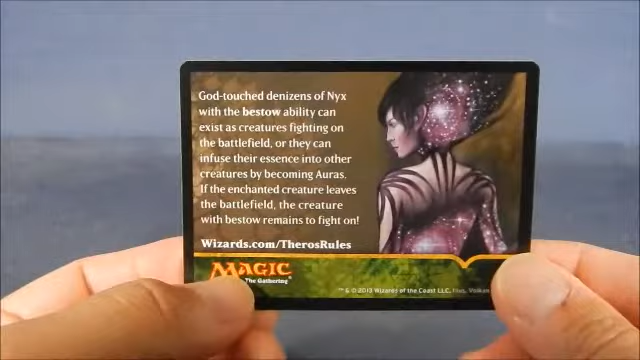 God-touched denizens of Nyx
with the bestow ability can
exist as creatures fighting on
the battlefield, or they can
infuse their essence into other
creatures by becoming Auras.
If the enchanted creature leaves
the battlefield, the creature
with bestow remains to fight on!
Wizards.com/TherosRules
MAGIC
The Gathering
™ & © 2013 Wizards of the Coast LLC,